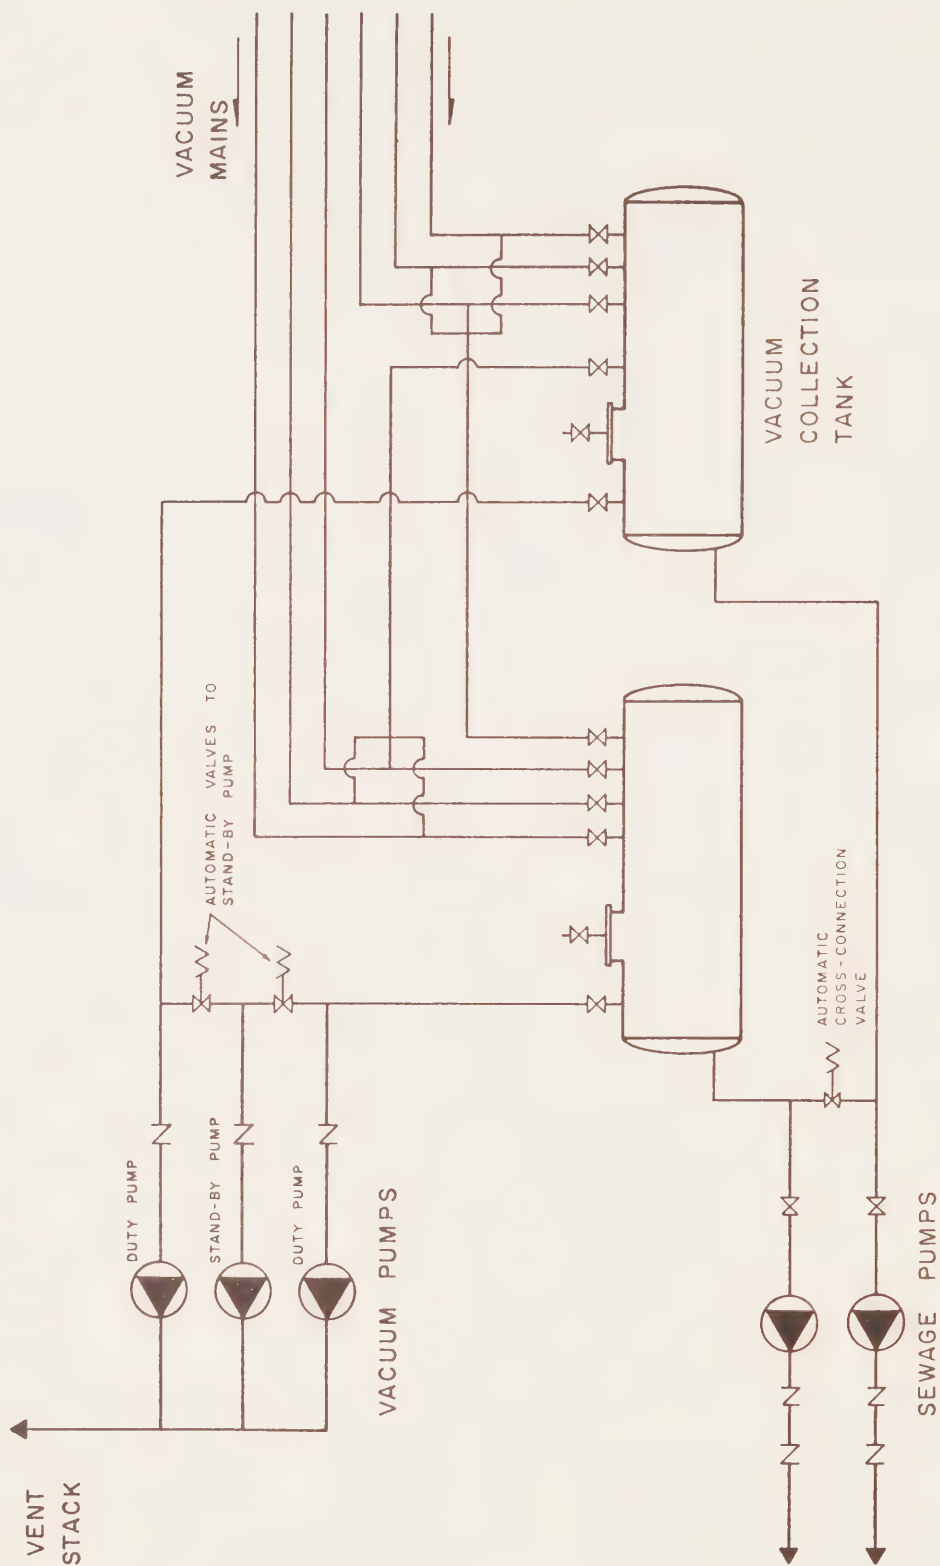 VENT
STACK
DUTY PUMP
STAND-BY PUMP
DUTY PUMP
VACUUM PUMPS
AUTOMATIC VALVES TO
STAND-BY PUMP
VACUUM
MAINS
VACUUM
COLLECTION
TANK
AUTOMATIC
CROSS-CONNECTION
VALVE
SEWAGE PUMPS